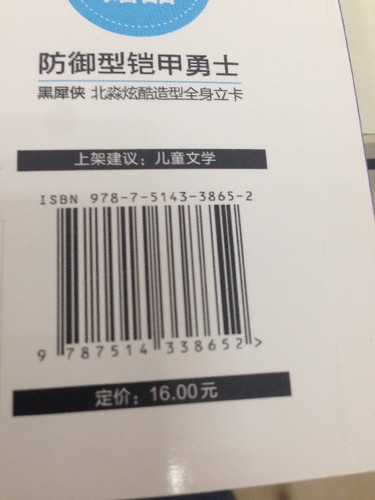 防御型铠甲勇士
黑犀侠 北淼炫酷造型全身立卡
上架建议：儿童文学
ISBN 978-7-5143-3865-2
9 787514 338652 >
定价：16.00元